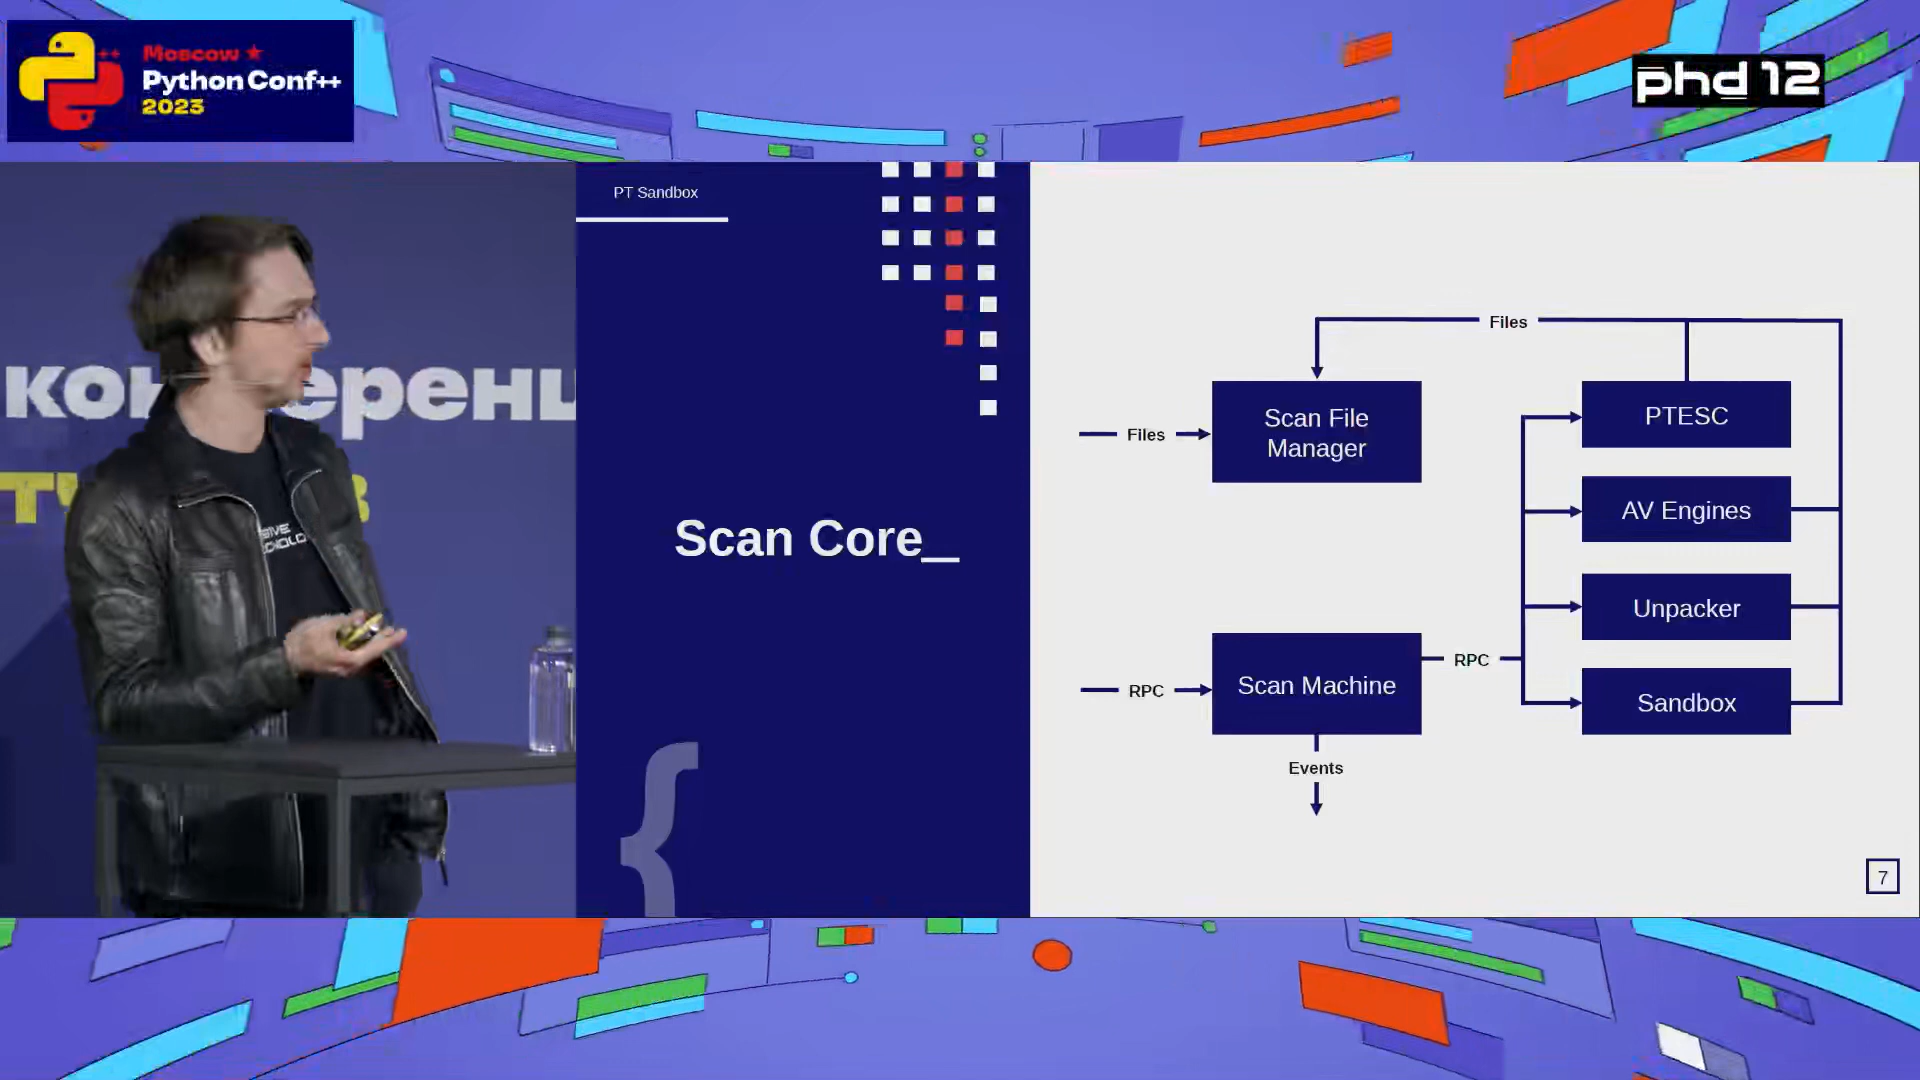 Moscow
Python Conf++
2023
phd 12
PT Sandbox
Scan Core_
{
Files
Files
Scan File
Manager
PTESC
AV Engines
Unpacker
Sandbox
RPC
Scan Machine
RPC
Events
7